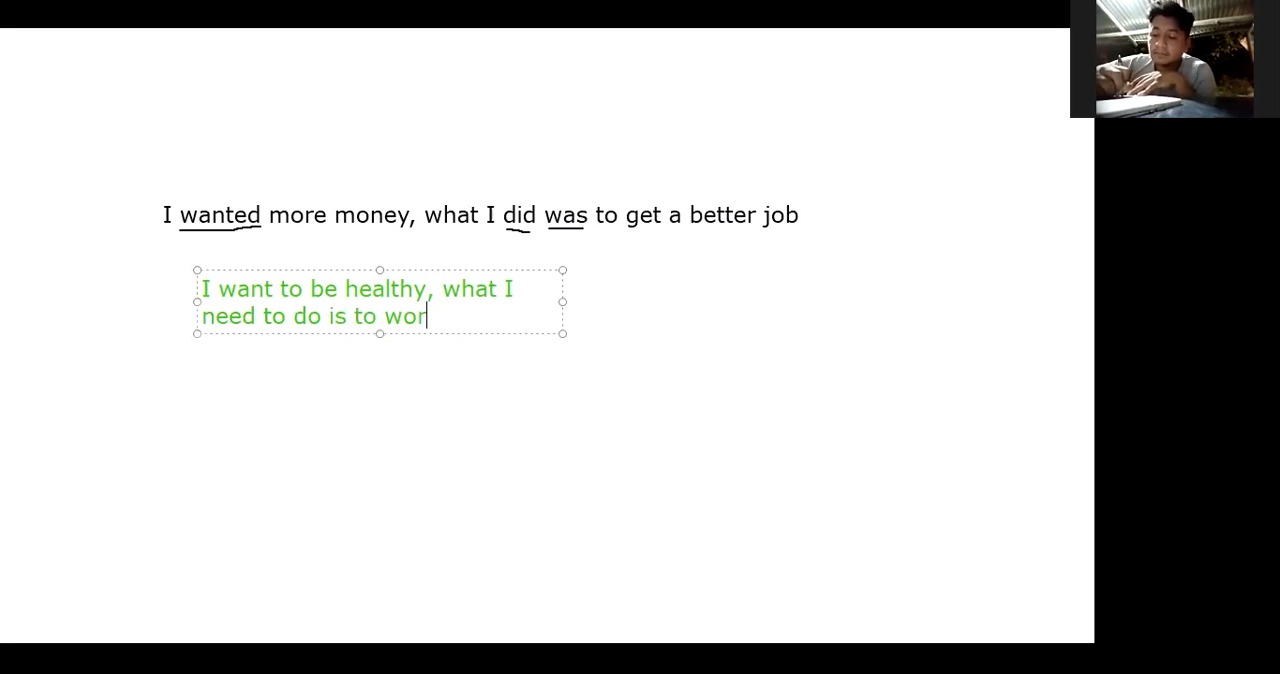 I wanted more money, what I did was to get a better job
I want to be healthy, what I
need to do is to wor